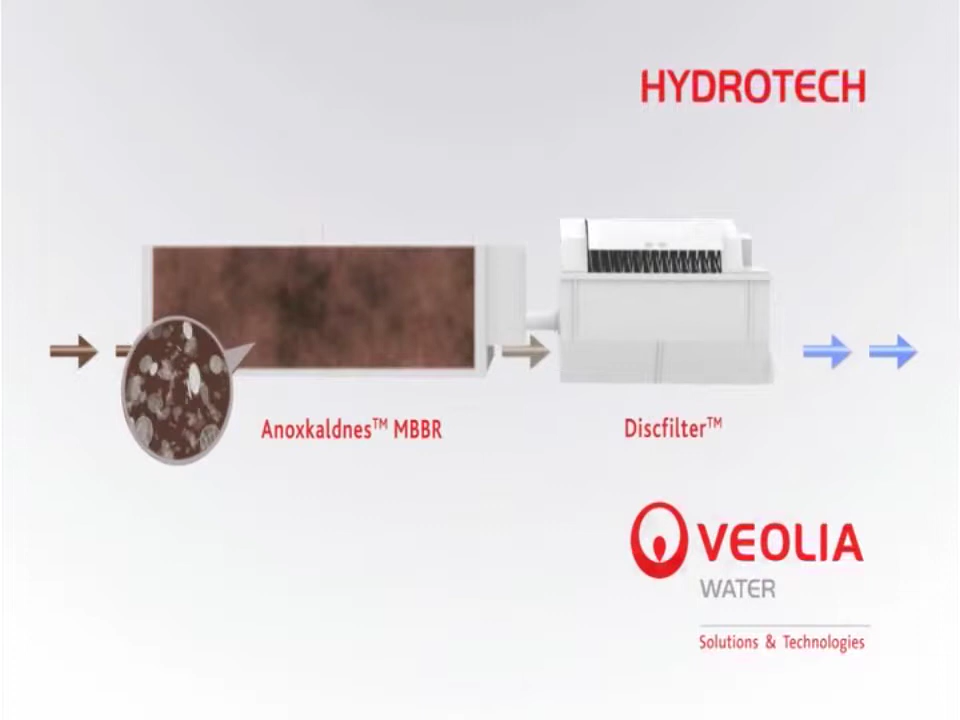 HYDROTECH
Anoxkaldnes™ MBBR
Discfilter™
VEOLIA
WATER
Solutions & Technologies